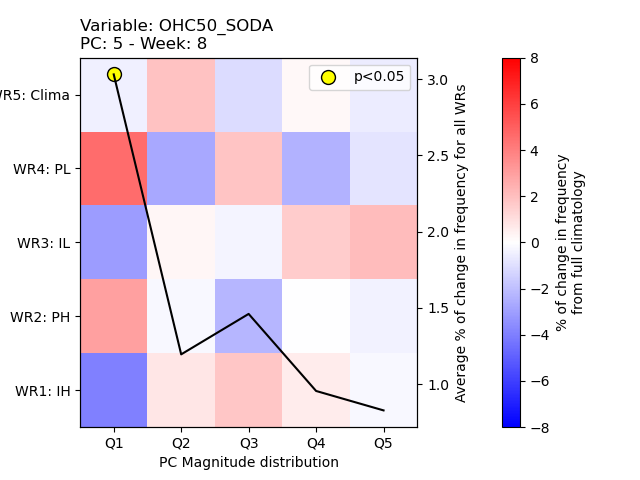 Variable: OHC50_SODA
PC: 5 - Week: 8
p<0.05
WR5: Clima
WR4: PL
WR3: IL
WR2: PH
WR1: IH
Q1 Q2 Q3 Q4 Q5
PC Magnitude distribution
3.0
2.5
2.0
1.5
1.0
Average % of change in frequency for all WRs
8
6
4
2
0
−2
−4
−6
−8
% of change in frequency
from full climatology